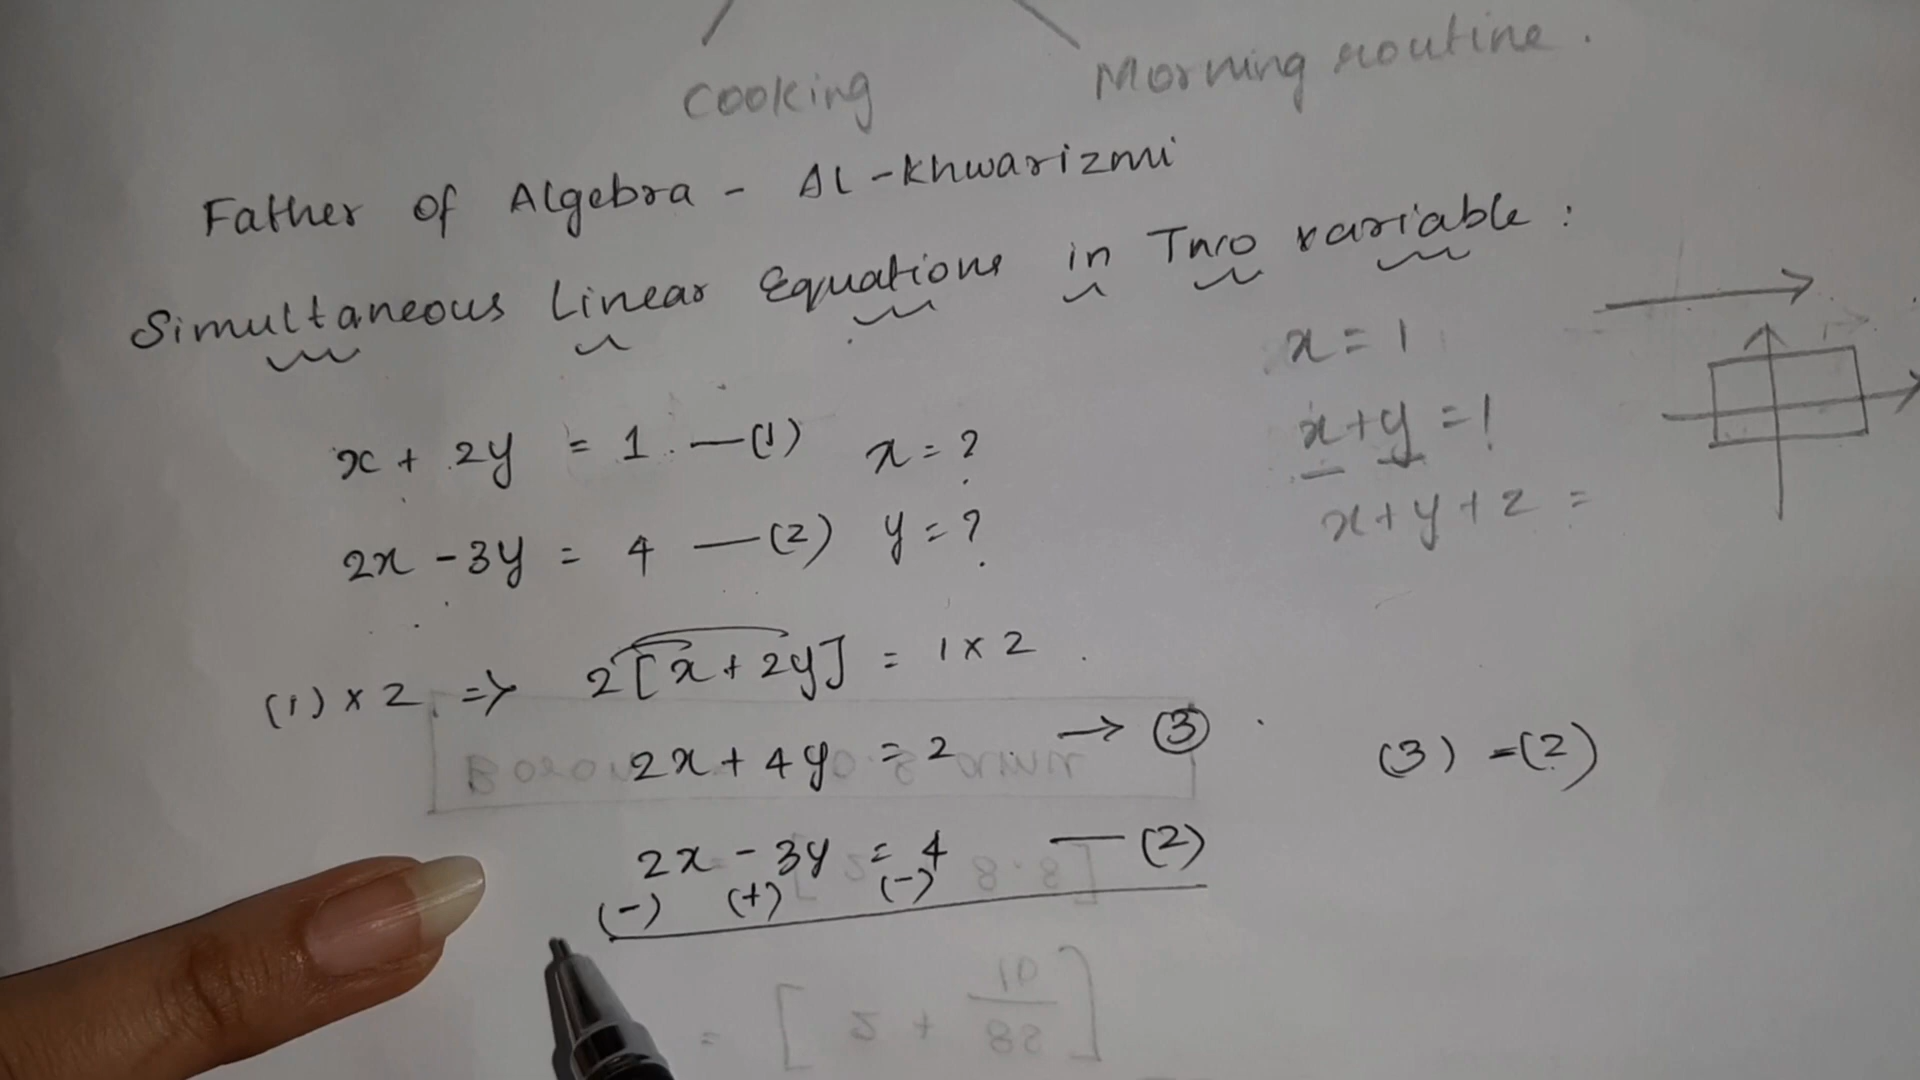 Cooking Morning routine.
Father of Algebra - AL-Khwarizmi
Simultaneous Linear Equations in Two variable :
x = 1
x + 2y = 1 —(1) x = ?
x+y = 1
2x - 3y = 4 —(2) y = ?
x+y+z =
(1) × 2 ⇒ 2[x + 2y] = 1 × 2
2x + 4y = 2 → ③
(3) - (2)
2x - 3y = 4 — (2)
(-) (+) (-)